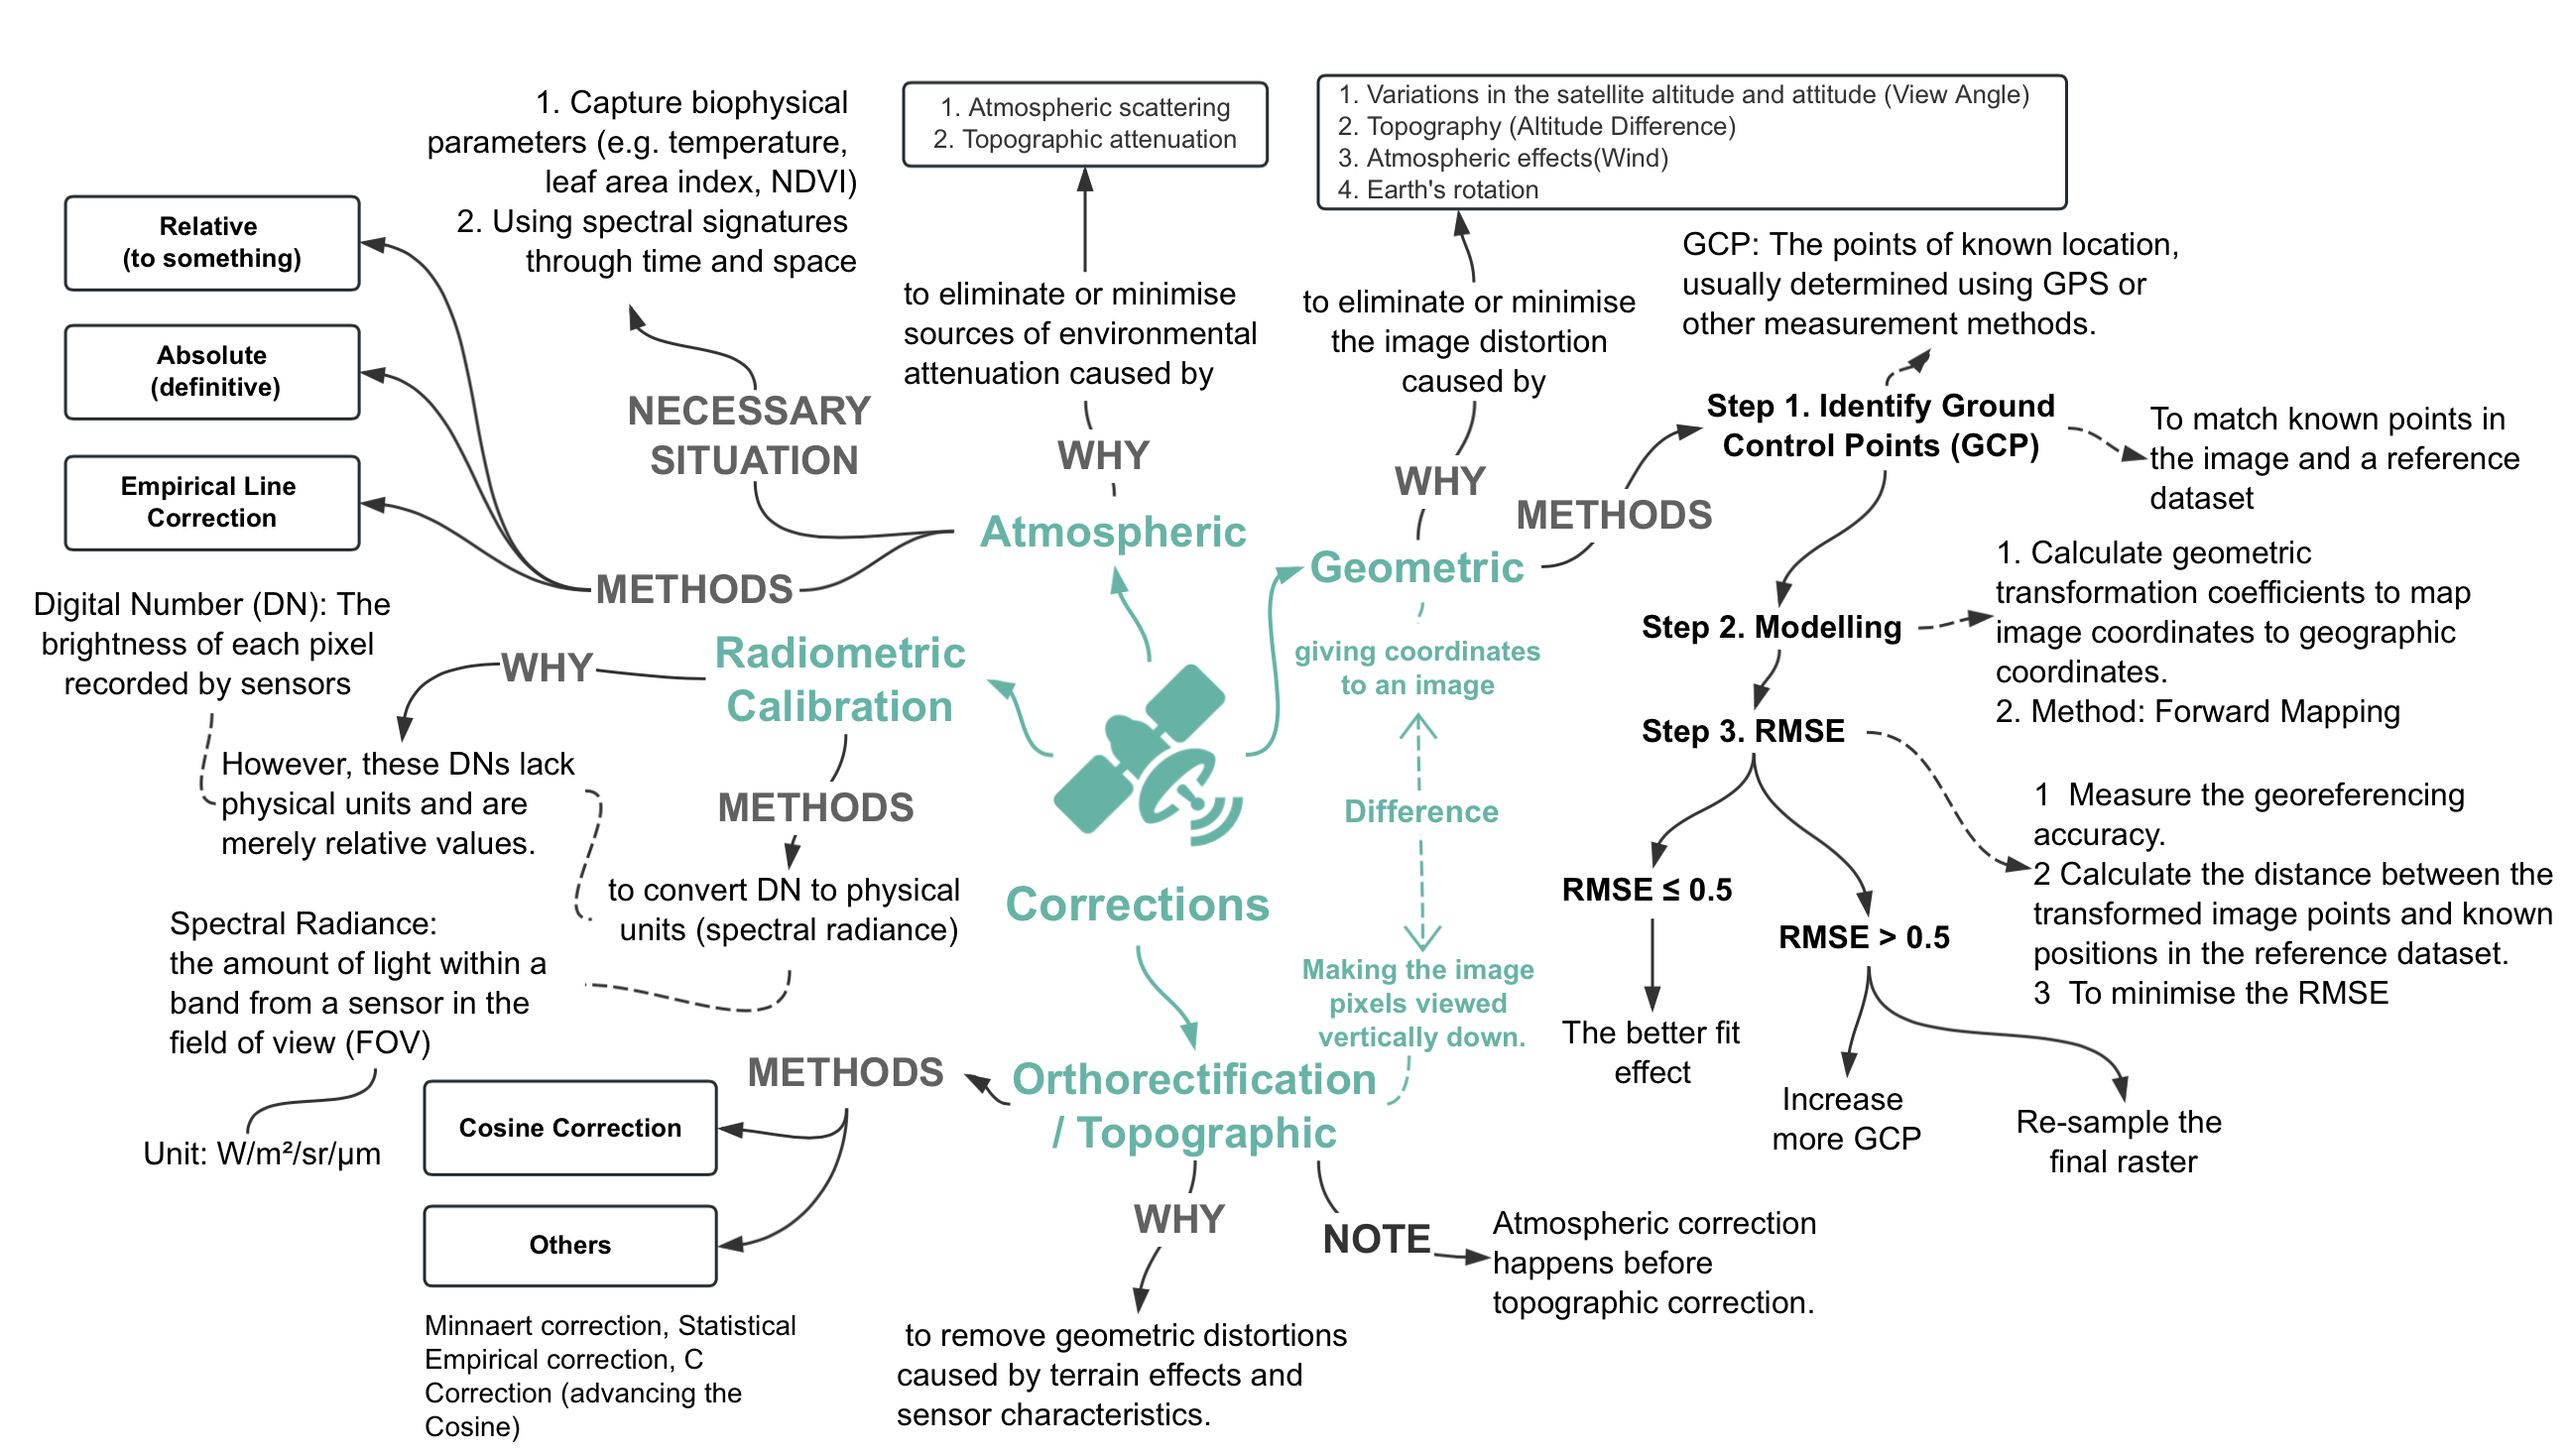 1. Capture biophysical
parameters (e.g. temperature,
leaf area index, NDVI)
2. Using spectral signatures
through time and space
1. Atmospheric scattering
2. Topographic attenuation
1. Variations in the satellite altitude and attitude (View Angle)
2. Topography (Altitude Difference)
3. Atmospheric effects(Wind)
4. Earth's rotation
Relative
(to something)
Absolute
(definitive)
Empirical Line
Correction
NECESSARY
SITUATION
to eliminate or minimise
sources of environmental
attenuation caused by
WHY
Atmospheric
METHODS
to eliminate or minimise
the image distortion
caused by
WHY
Geometric
METHODS
GCP: The points of known location,
usually determined using GPS or
other measurement methods.
Step 1. Identify Ground
Control Points (GCP)
To match known points in
the image and a reference
dataset
Step 2. Modelling
1. Calculate geometric
transformation coefficients to map
image coordinates to geographic
coordinates.
2. Method: Forward Mapping
Step 3. RMSE
1 Measure the georeferencing
accuracy.
2 Calculate the distance between the
transformed image points and known
positions in the reference dataset.
3 To minimise the RMSE
RMSE ≤ 0.5
The better fit
effect
RMSE > 0.5
Increase
more GCP
Re-sample the
final raster
giving coordinates
to an image
Difference
Making the image
pixels viewed
vertically down.
Digital Number (DN): The
brightness of each pixel
recorded by sensors
WHY
Radiometric
Calibration
However, these DNs lack
physical units and are
merely relative values.
METHODS
to convert DN to physical
units (spectral radiance)
Spectral Radiance:
the amount of light within a
band from a sensor in the
field of view (FOV)
Unit: W/m²/sr/μm
Corrections
Orthorectification
/ Topographic
METHODS
Cosine Correction
Others
Minnaert correction, Statistical
Empirical correction, C
Correction (advancing the
Cosine)
WHY
to remove geometric distortions
caused by terrain effects and
sensor characteristics.
NOTE
Atmospheric correction
happens before
topographic correction.